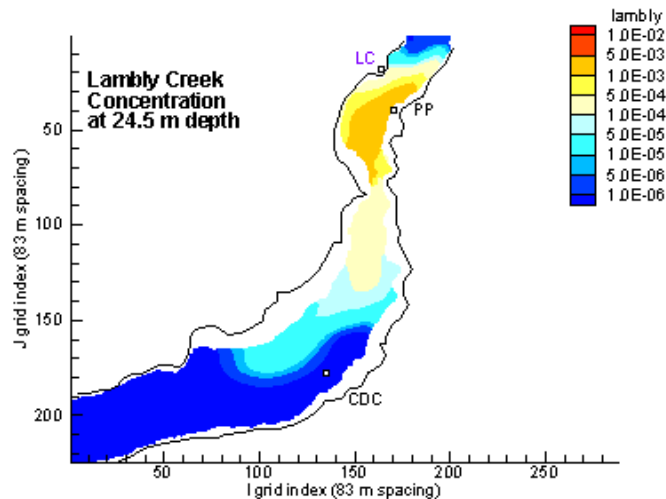 lambly
1.0E-02
5.0E-03
1.0E-03
5.0E-04
1.0E-04
5.0E-05
1.0E-05
5.0E-06
1.0E-06
LC
Lambly Creek
Concentration
at 24.5 m depth
PP
CDC
J grid index (83 m spacing)
50
100
150
200
50
100
150
200
250
I grid index (83 m spacing)